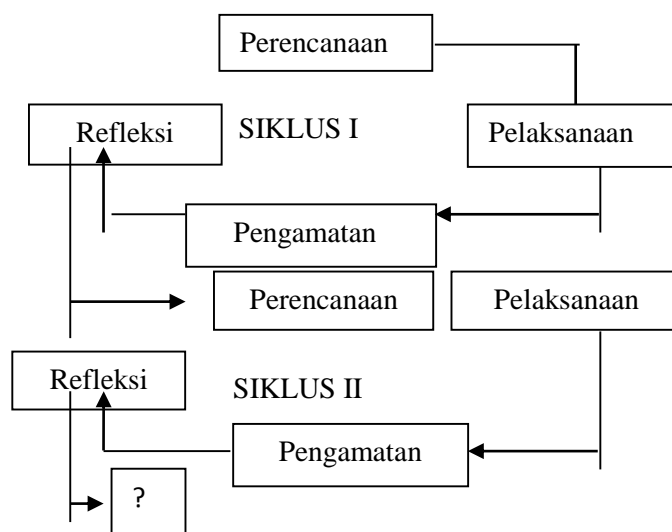 Perencanaan
Refleksi SIKLUS I Pelaksanaan
Pengamatan
Perencanaan Pelaksanaan
Refleksi SIKLUS II
Pengamatan
?